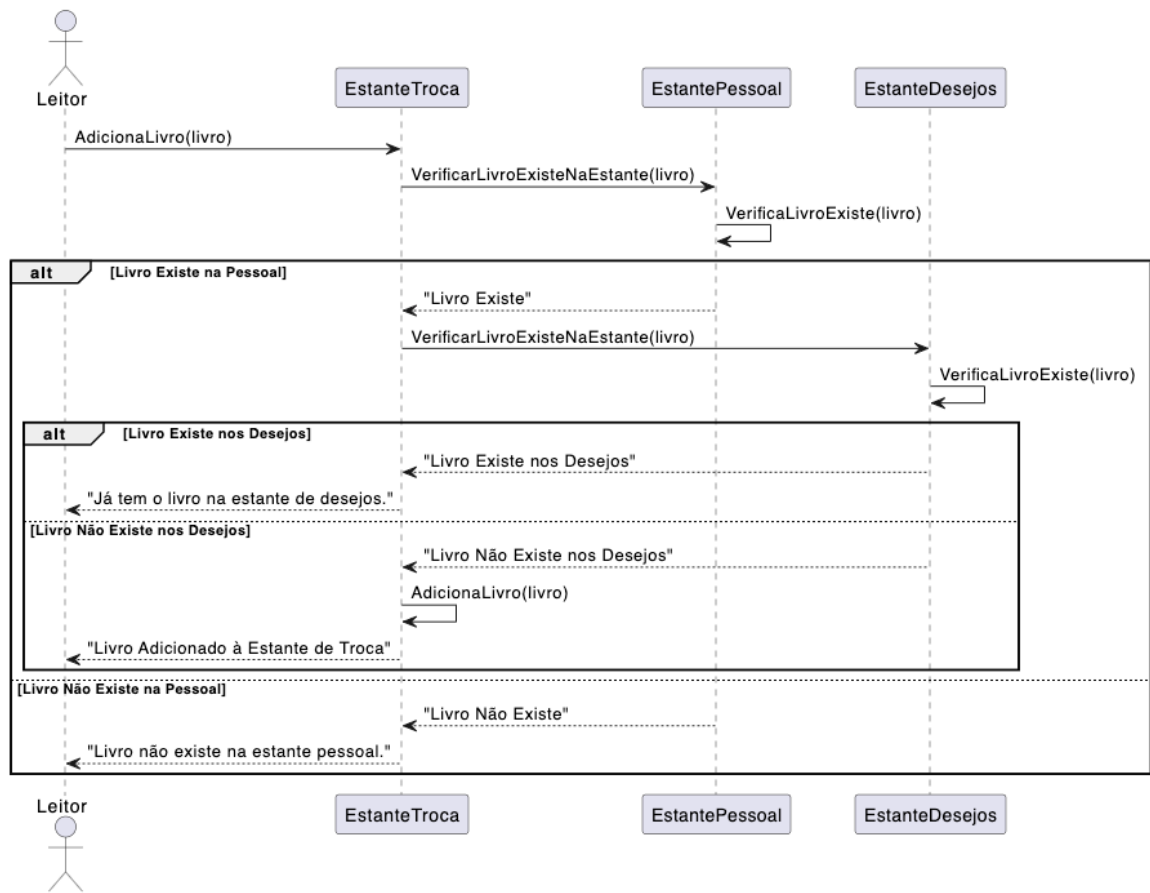 Leitor
EstanteTroca
EstantePessoal
EstanteDesejos
AdicionaLivro(livro)
VerificarLivroExisteNaEstante(livro)
VerificaLivroExiste(livro)
alt
[Livro Existe na Pessoal]
"Livro Existe"
VerificarLivroExisteNaEstante(livro)
VerificaLivroExiste(livro)
alt
[Livro Existe nos Desejos]
"Livro Existe nos Desejos"
"Já tem o livro na estante de desejos."
[Livro Não Existe nos Desejos]
"Livro Não Existe nos Desejos"
AdicionaLivro(livro)
"Livro Adicionado à Estante de Troca"
[Livro Não Existe na Pessoal]
"Livro Não Existe"
"Livro não existe na estante pessoal."
Leitor
EstanteTroca
EstantePessoal
EstanteDesejos